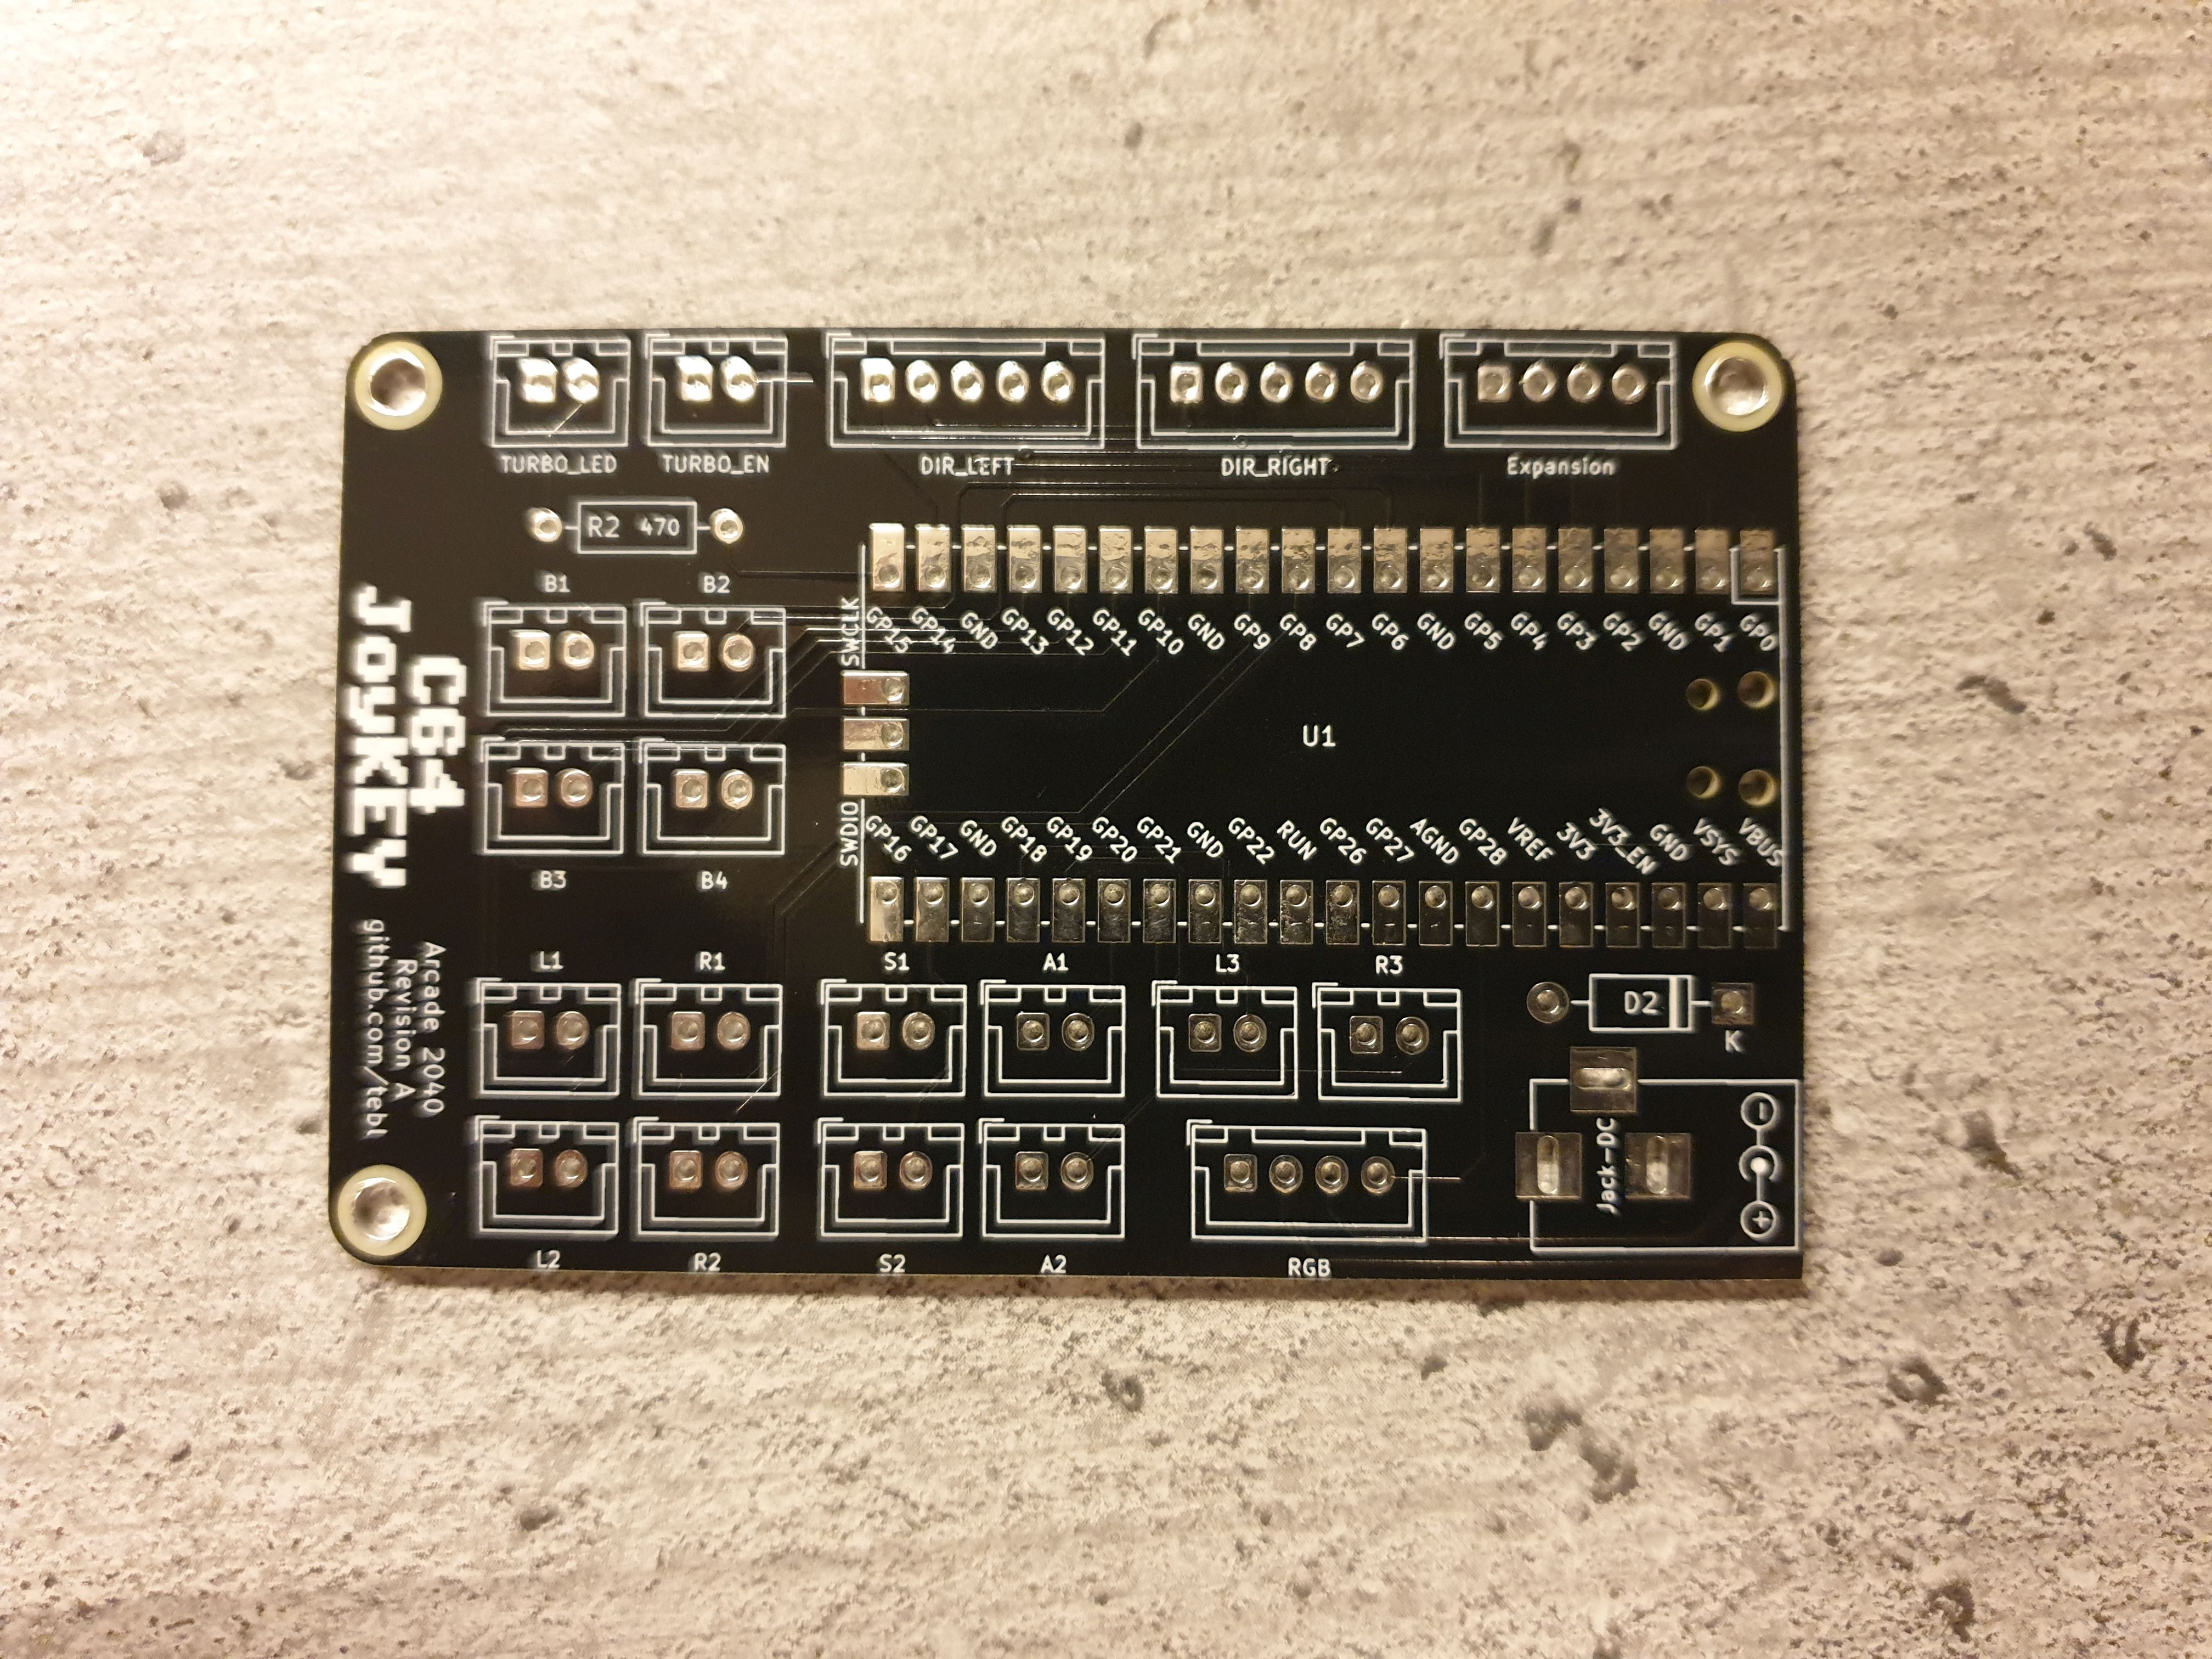 TURBO_LED
TURBO_EN
DIR_LEFT
DIR_RIGHT
Expansion
R2 470
B1
B2
SWCLK
GP15
GP14
GND
GP13
GP12
GP11
GP10
GND
GP9
GP8
GP7
GP6
GND
GP5
GP4
GP3
GP2
GND
GP1
GP0
U1
C64
JoyKEY
SWDIO
GP16
GP17
GND
GP18
GP19
GP20
GP21
GND
GP22
RUN
GP26
GP27
AGND
GP28
VREF
3V3
3V3_EN
GND
VSYS
VBUS
B3
B4
Arcade 2040
Revision A
github.com/tebl
L1
R1
S1
A1
L3
R3
D2
K
Jack-DC
- +
L2
R2
S2
A2
RGB